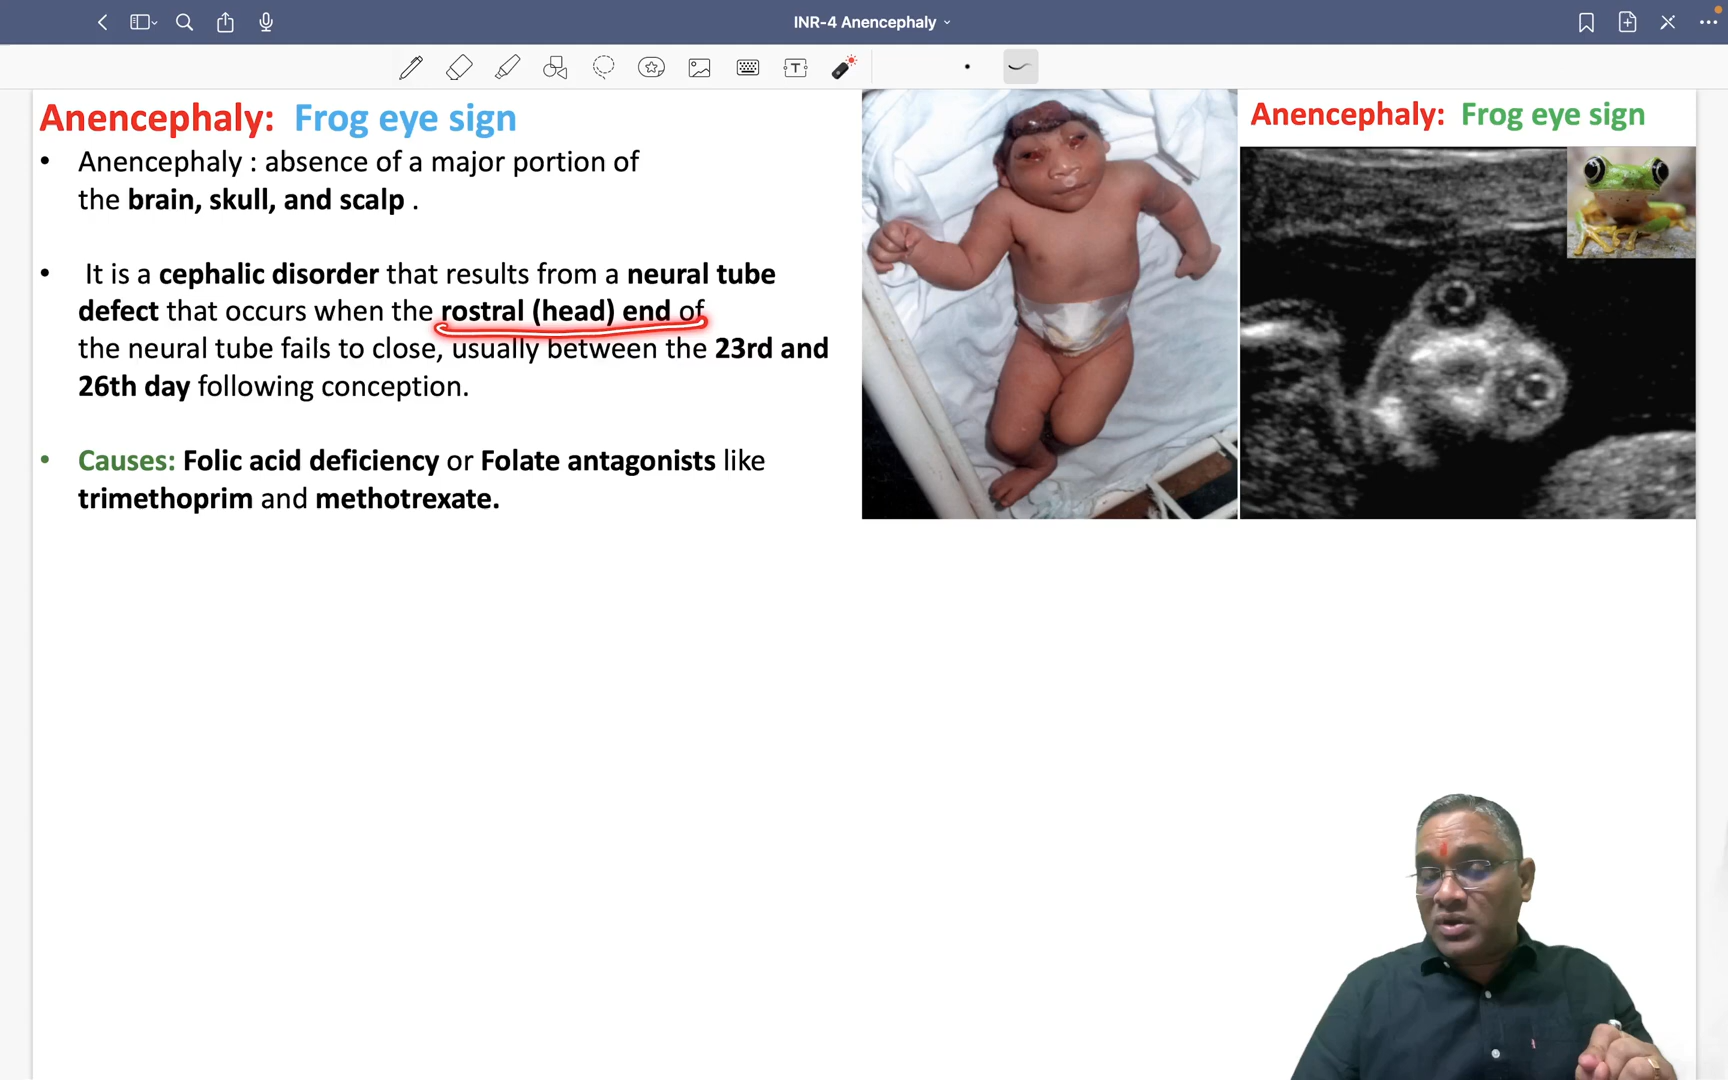 INR-4 Anencephaly
Anencephaly: Frog eye sign
• Anencephaly : absence of a major portion of
the brain, skull, and scalp .
• It is a cephalic disorder that results from a neural tube
defect that occurs when the rostral (head) end of
the neural tube fails to close, usually between the 23rd and
26th day following conception.
• Causes: Folic acid deficiency or Folate antagonists like
trimethoprim and methotrexate.
Anencephaly: Frog eye sign